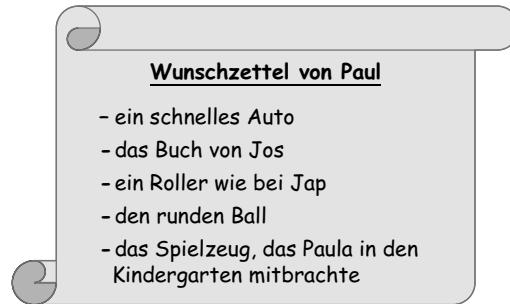 Wunschzettel von Paul
- ein schnelles Auto
- das Buch von Jos
- ein Roller wie bei Jap
- den runden Ball
- das Spielzeug, das Paula in den
Kindergarten mitbrachte